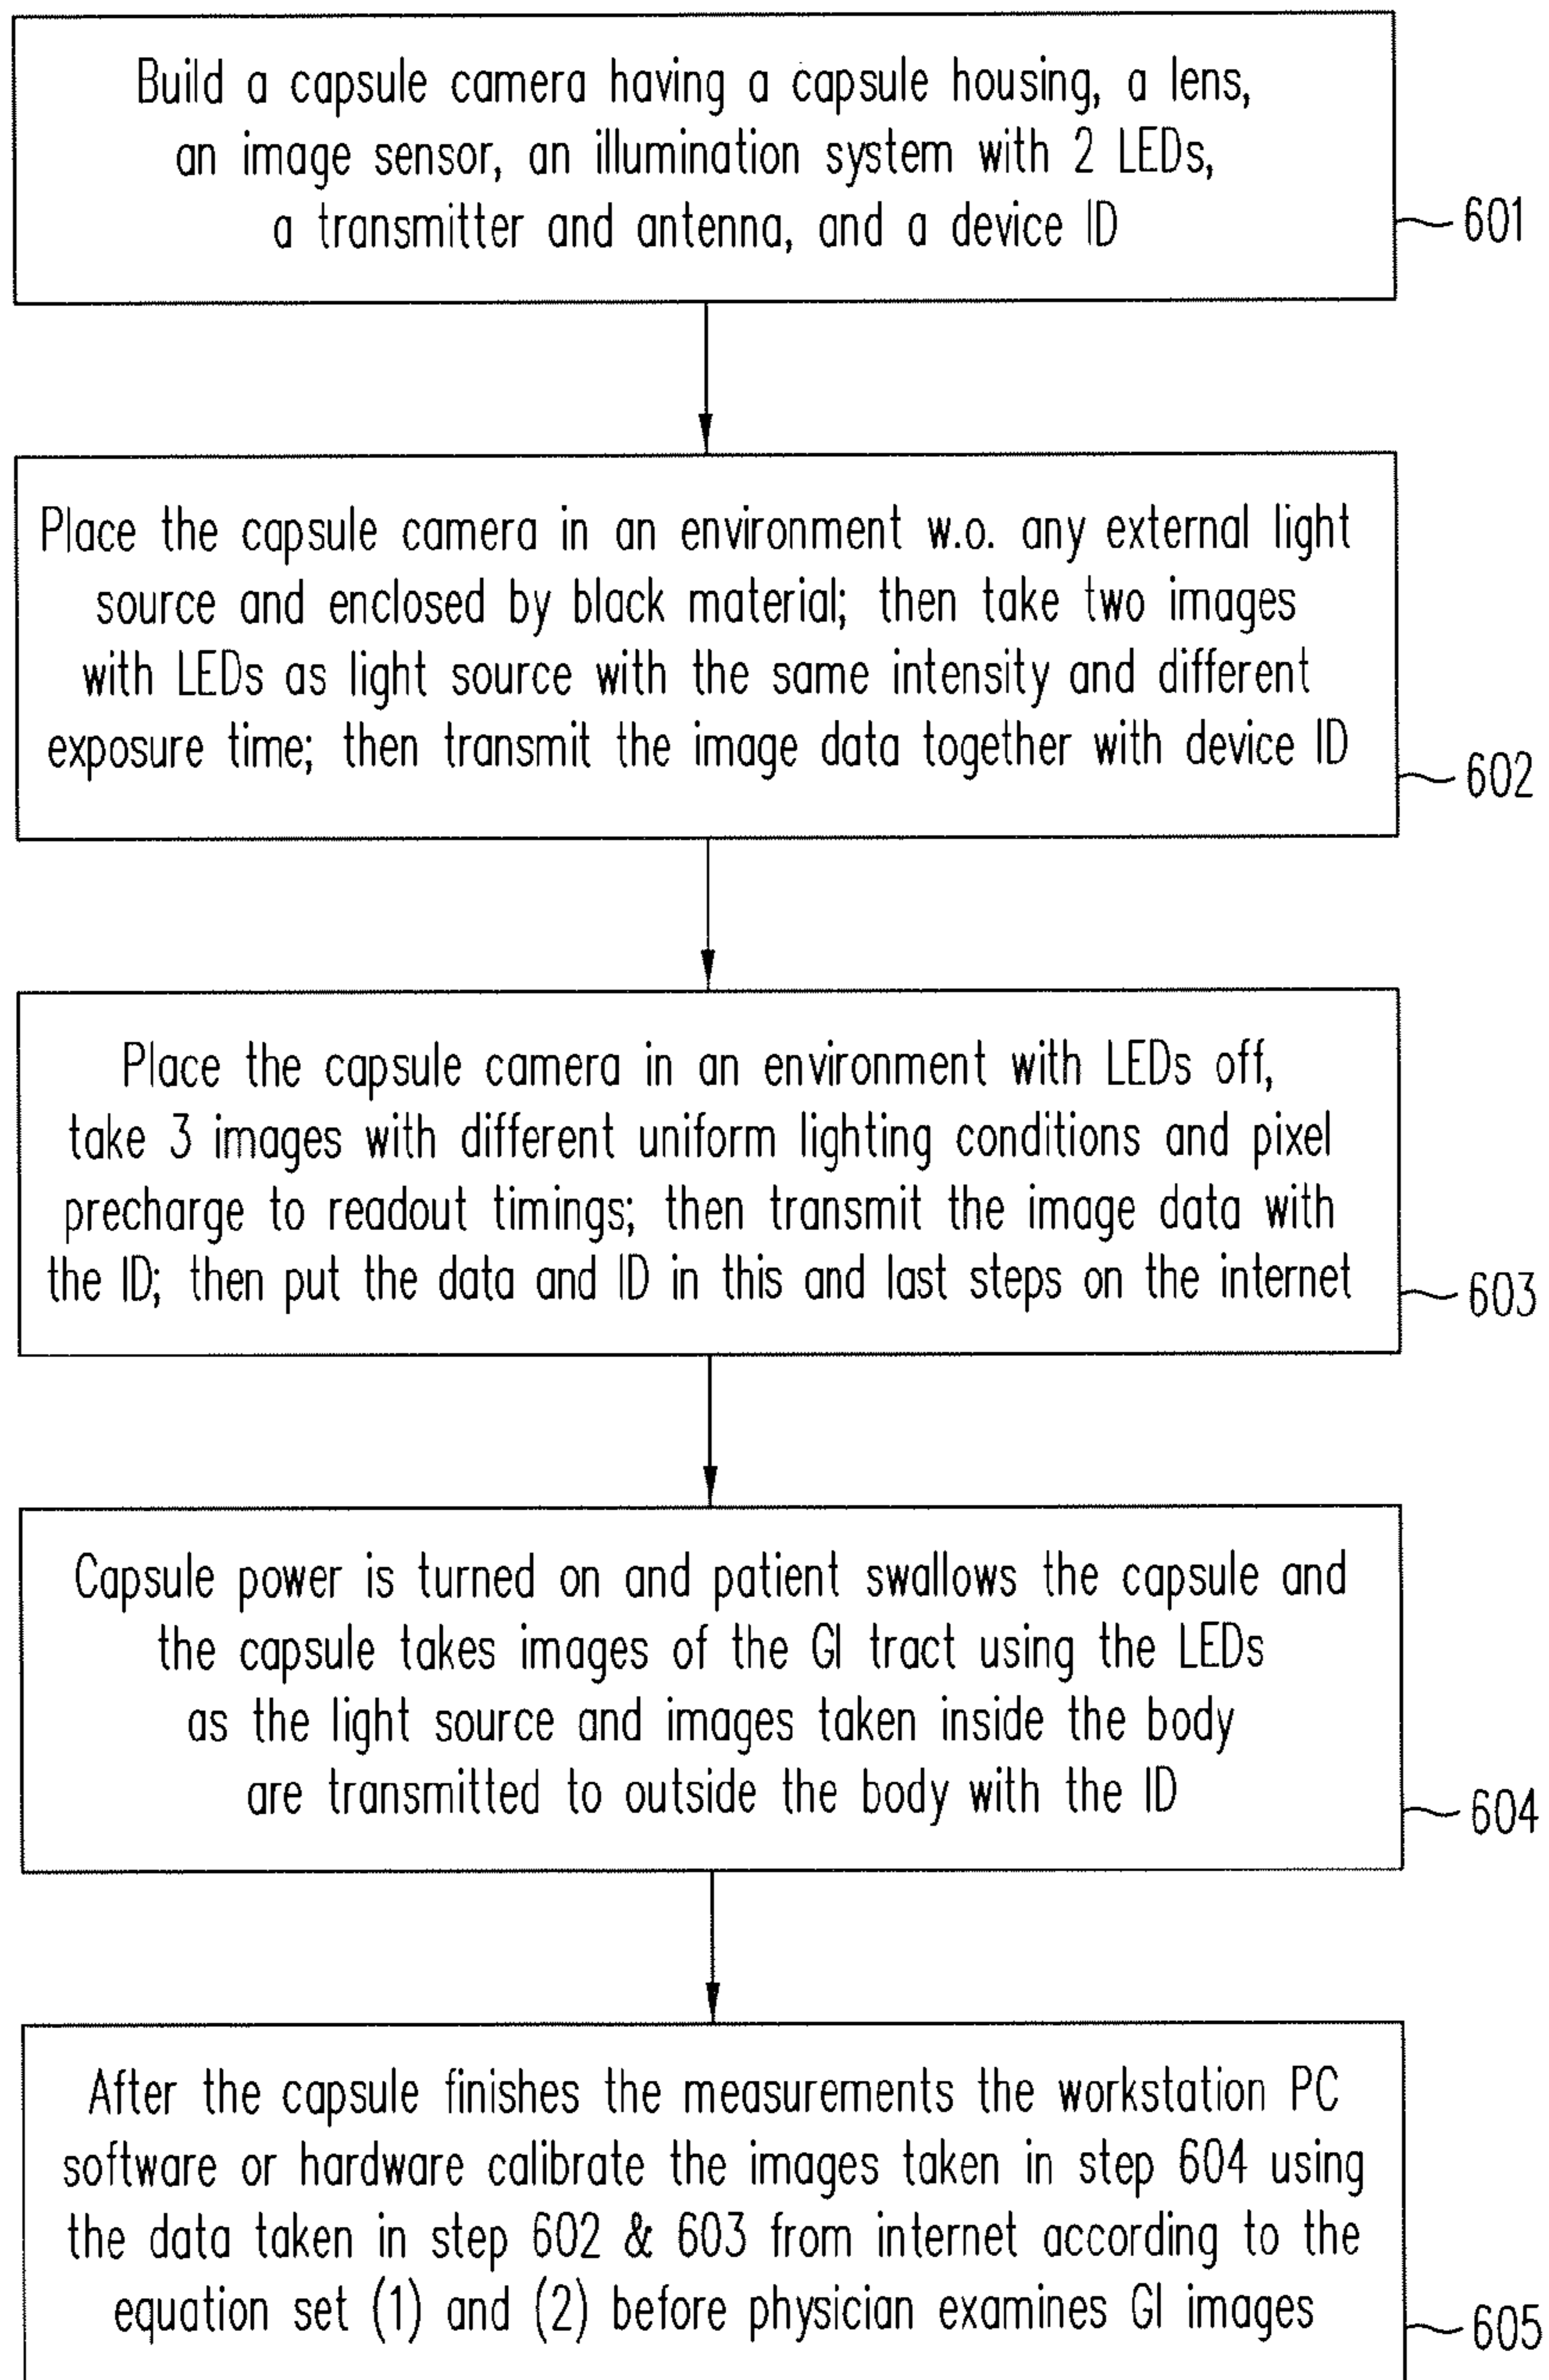 Build a capsule camera having a capsule housing, a lens,
an image sensor, an illumination system with 2 LEDs,
a transmitter and antenna, and a device ID
601
Place the capsule camera in an environment w.o. any external light
source and enclosed by black material; then take two images
with LEDs as light source with the same intensity and different
exposure time; then transmit the image data together with device ID
602
Place the capsule camera in an environment with LEDs off,
take 3 images with different uniform lighting conditions and pixel
precharge to readout timings; then transmit the image data with
the ID; then put the data and ID in this and last steps on the internet
603
Capsule power is turned on and patient swallows the capsule and
the capsule takes images of the GI tract using the LEDs
as the light source and images taken inside the body
are transmitted to outside the body with the ID
604
After the capsule finishes the measurements the workstation PC
software or hardware calibrate the images taken in step 604 using
the data taken in step 602 & 603 from internet according to the
equation set (1) and (2) before physician examines GI images
605